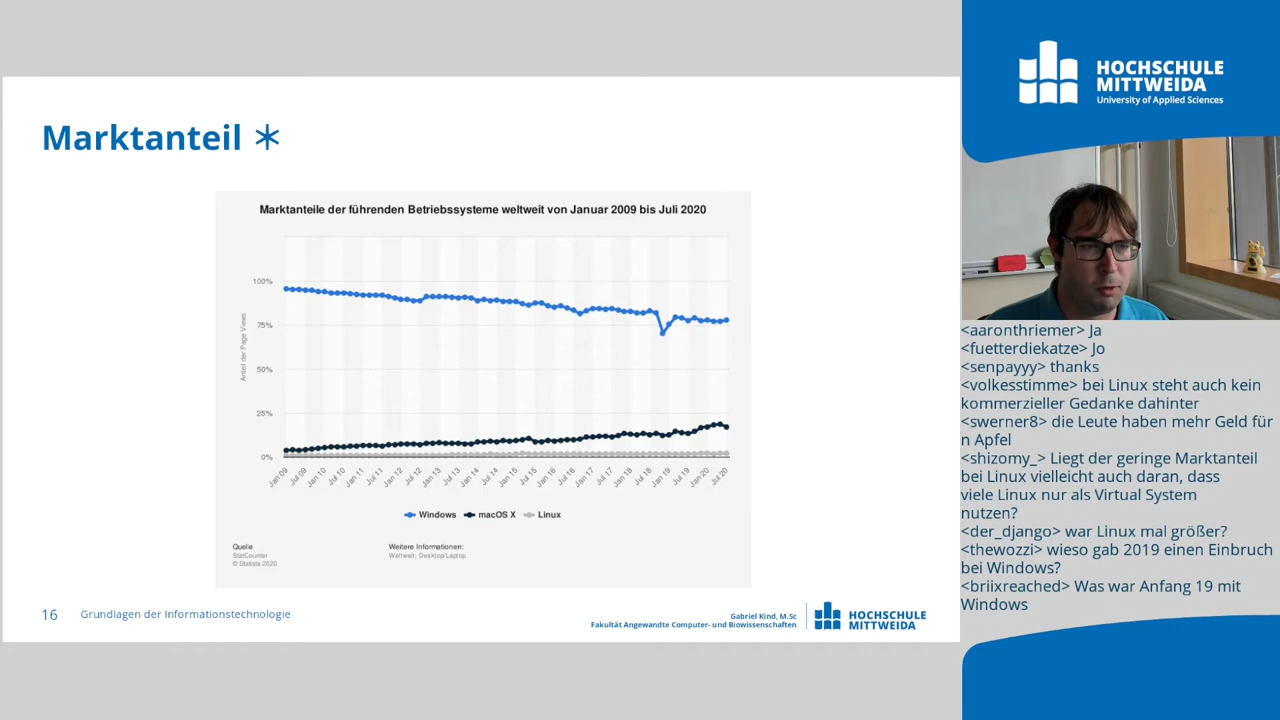 Marktanteil *
Marktanteile der führenden Betriebssysteme weltweit von Januar 2009 bis Juli 2020
Anteil der Page Views
100%
75%
50%
25%
0%
Jan 09
Jul 09
Jan 10
Jul 10
Jan 11
Jul 11
Jan 12
Jul 12
Jan 13
Jul 13
Jan 14
Jul 14
Jan 15
Jul 15
Jan 16
Jul 16
Jan 17
Jul 17
Jan 18
Jul 18
Jan 19
Jul 19
Jan 20
Jul 20
Windows macOS X Linux
Quelle
StatCounter
© Statista 2020
Weitere Informationen:
Weltweit; Desktop/Laptop
16 Grundlagen der Informationstechnologie
Gabriel Kind, M.Sc
Fakultät Angewandte Computer- und Biowissenschaften
HOCHSCHULE
MITTWEIDA
HOCHSCHULE
MITTWEIDA
University of Applied Sciences
<aaronthriemer> Ja
<fuetterdiekatze> Jo
<senpayyy> thanks
<volkesstimme> bei Linux steht auch kein
kommerzieller Gedanke dahinter
<swerner8> die Leute haben mehr Geld für
n Apfel
<shizomy_> Liegt der geringe Marktanteil
bei Linux vielleicht auch daran, dass
viele Linux nur als Virtual System
nutzen?
<der_django> war Linux mal größer?
<thewozzi> wieso gab 2019 einen Einbruch
bei Windows?
<briixreached> Was war Anfang 19 mit
Windows